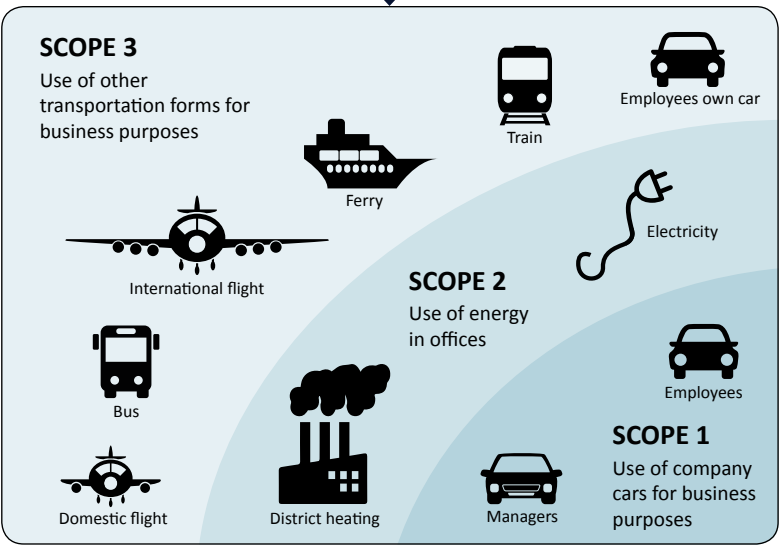 SCOPE 3
Use of other
transportation forms for
business purposes
Train
Employees own car
Ferry
Electricity
International flight
SCOPE 2
Use of energy
in offices
Bus
Employees
SCOPE 1
Use of company
cars for business
purposes
Domestic flight
District heating
Managers